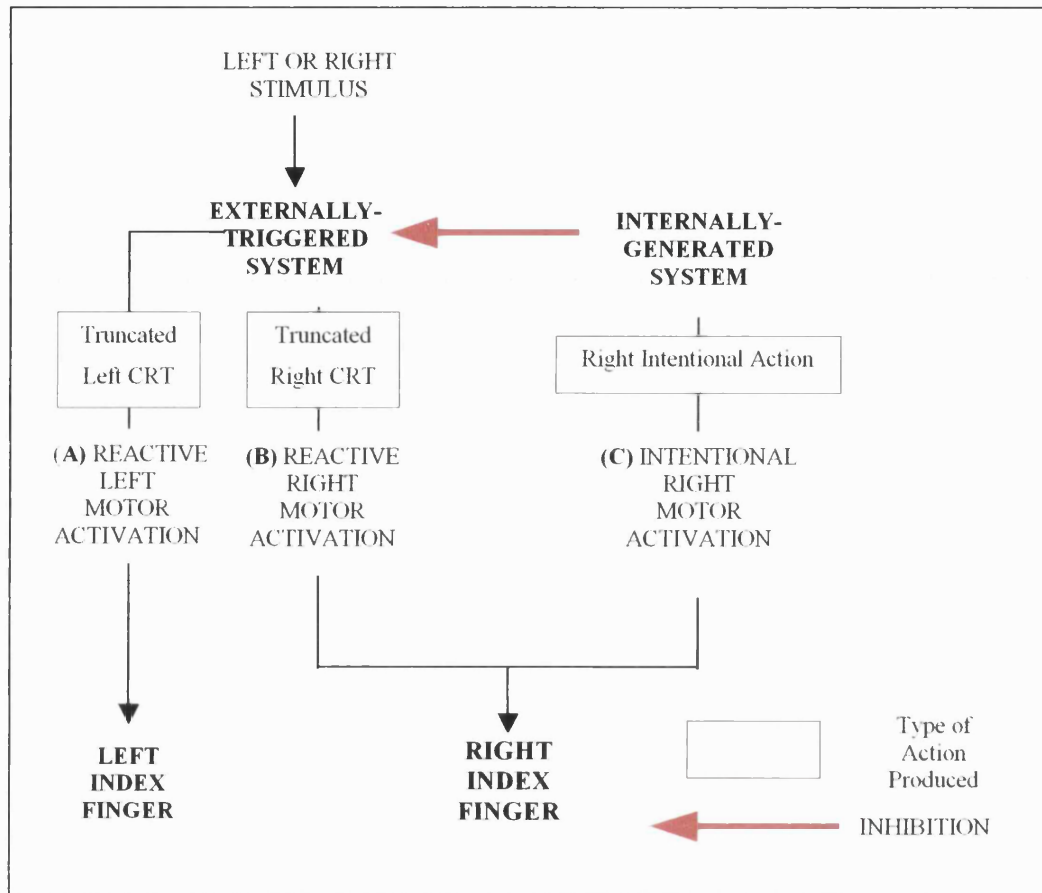 LEFT OR RIGHT
STIMULUS
EXTERNALLY-
TRIGGERED
SYSTEM
INTERNALLY-
GENERATED
SYSTEM
Truncated
Left CRT
Truncated
Right CRT
Right Intentional Action
(A) REACTIVE
LEFT
MOTOR
ACTIVATION
(B) REACTIVE
RIGHT
MOTOR
ACTIVATION
(C) INTENTIONAL
RIGHT
MOTOR
ACTIVATION
LEFT
INDEX
FINGER
RIGHT
INDEX
FINGER
Type of
Action
Produced
INHIBITION